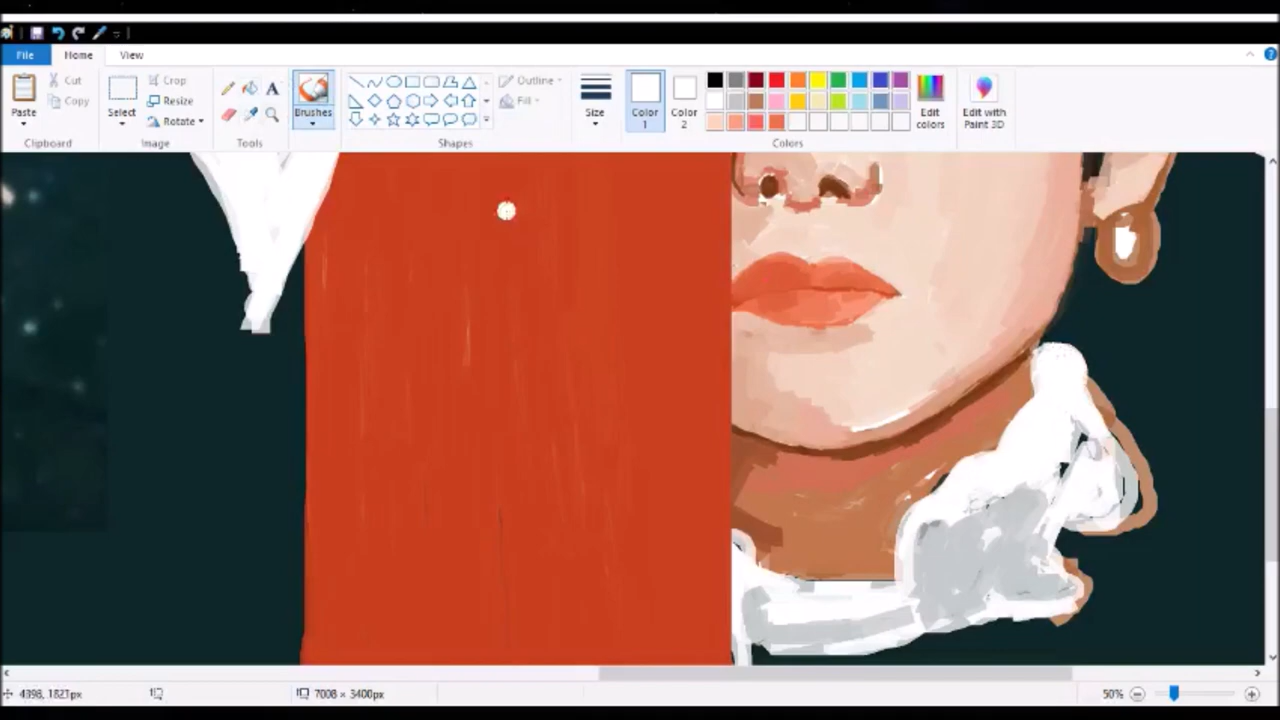 File Home View
Paste Cut Copy Select Crop Resize Rotate A Brushes Outline Fill Size Color 1 Color 2 Edit colors Edit with Paint 3D
Clipboard Image Tools Shapes Colors
4398, 1821px 7008 × 3400px 50%